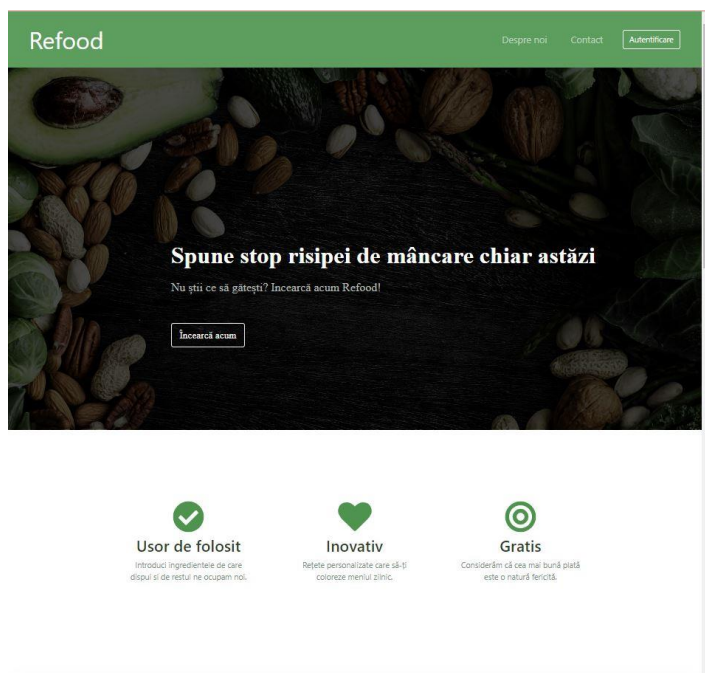 Refood
Despre noi
Contact
Autentificare
Spune stop risipei de mâncare chiar astăzi
Nu știi ce să gătești? Incearcă acum Refood!
Încearcă acum
Usor de folosit
Introduci ingredientele de care
dispui si de restul ne ocupam noi.
Inovativ
Rețete personalizate care să-ți
coloreze meniul zilnic.
Gratis
Considerăm că cea mai bună plată
este o natură fericită.